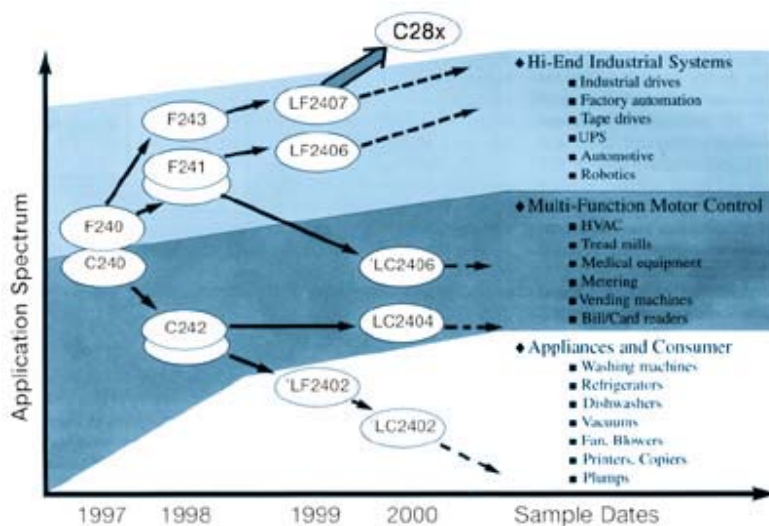 C28x
F243
LF2407
F241
LF2406
F240
C240
'LC2406
C242
LC2404
'LF2402
'LC2402
Application Spectrum
1997
1998
1999
2000
Sample Dates
◆ Hi-End Industrial Systems
■ Industrial drives
■ Factory automation
■ Tape drives
■ UPS
■ Automotive
■ Robotics
◆ Multi-Function Motor Control
■ HVAC
■ Tread mills
■ Medical equipment
■ Metering
■ Vending machines
■ Bill/Card readers
◆ Appliances and Consumer
■ Washing machines
■ Refrigerators
■ Dishwashers
■ Vacuums
■ Fan, Blowers
■ Printers, Copiers
■ Plumps